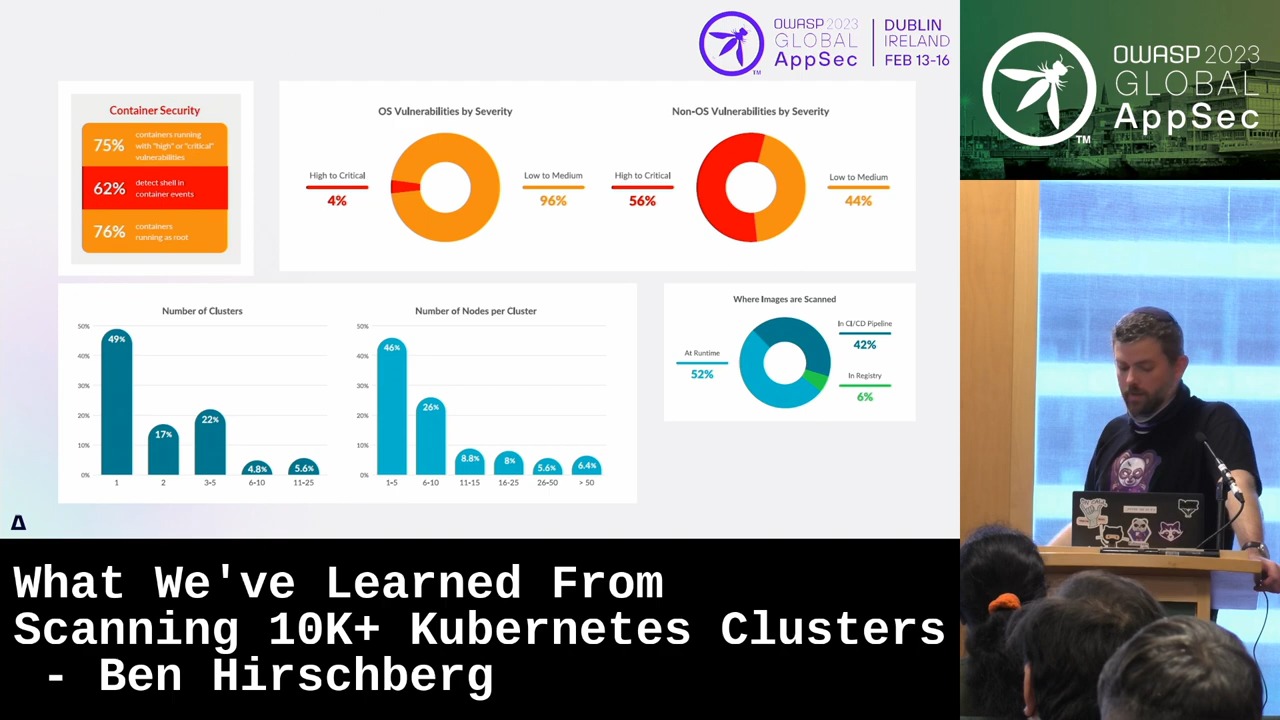 OWASP 2023
GLOBAL
AppSec
TM
DUBLIN
IRELAND
FEB 13-16
OWASP 2023
GLOBAL
AppSec
TM
Container Security
75%
containers running
with "high" or "critical"
vulnerabilities
62%
detect shell in
container events
76%
containers
running as root
OS Vulnerabilities by Severity
High to Critical
4%
Low to Medium
96%
Non-OS Vulnerabilities by Severity
High to Critical
56%
Low to Medium
44%
Number of Clusters
50%
40%
30%
20%
10%
0%
49%
17%
22%
4.8%
5.6%
1 2 3-5 6-10 11-25
Number of Nodes per Cluster
50%
40%
30%
20%
10%
0%
46%
26%
8.8%
8%
5.6%
6.4%
1-5 6-10 11-15 16-25 26-50 > 50
Where Images are Scanned
At Runtime
52%
In CI/CD Pipeline
42%
In Registry
6%
What We've Learned From
Scanning 10K+ Kubernetes Clusters
- Ben Hirschberg